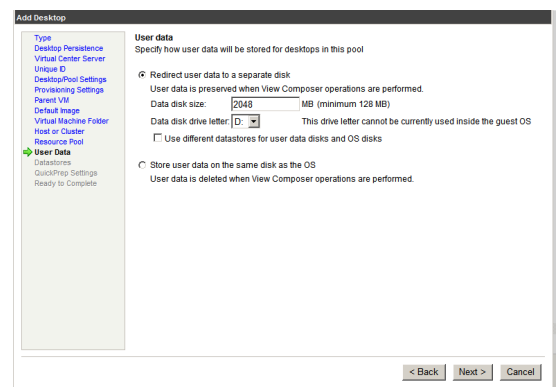 Add Desktop
Type
Desktop Persistence
Virtual Center Server
Unique ID
Desktop/Pool Settings
Provisioning Settings
Parent VM
Default Image
Virtual Machine Folder
Host or Cluster
Resource Pool
User Data
Datastores
QuickPrep Settings
Ready to Complete
User data
Specify how user data will be stored for desktops in this pool
Redirect user data to a separate disk
User data is preserved when View Composer operations are performed.
Data disk size: 2048 MB (minimum 128 MB)
Data disk drive letter: D: This drive letter cannot be currently used inside the guest OS
Use different datastores for user data disks and OS disks
Store user data on the same disk as the OS
User data is deleted when View Composer operations are performed.
< Back Next > Cancel